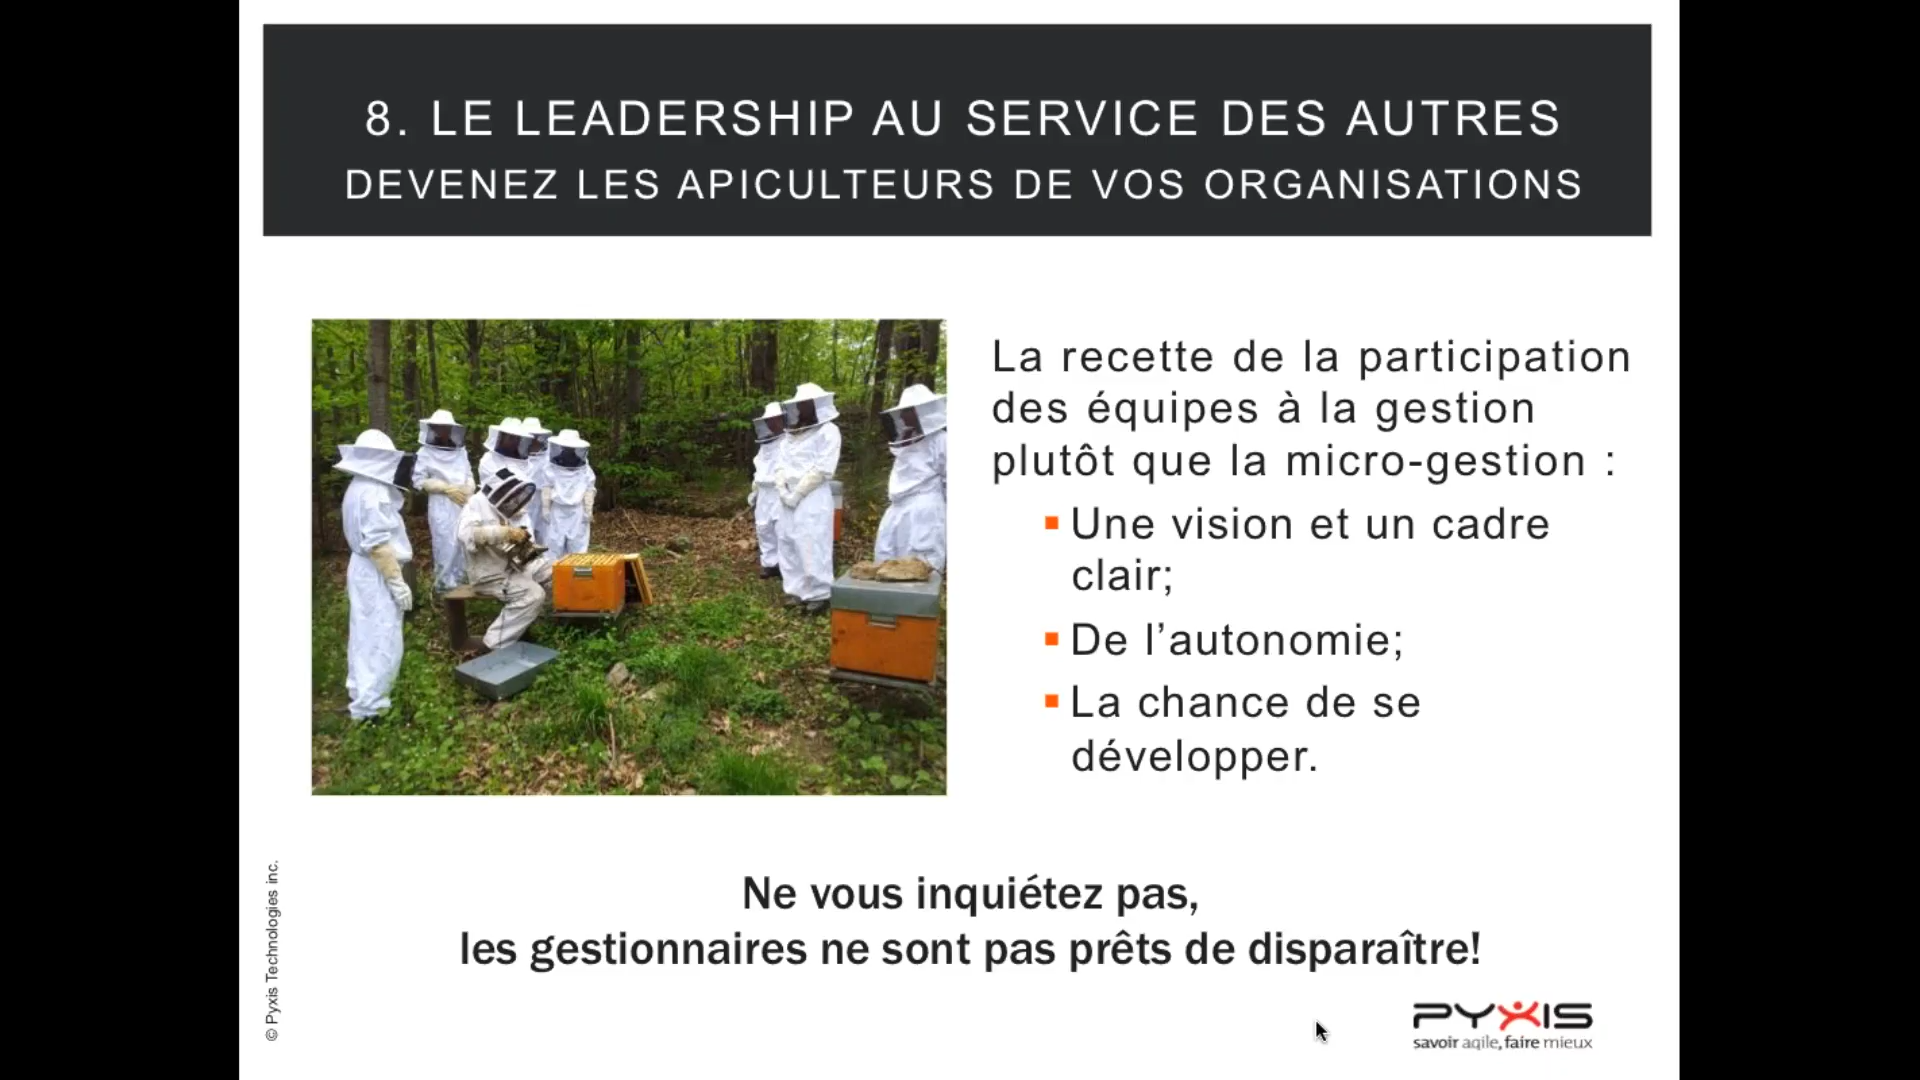 8. LE LEADERSHIP AU SERVICE DES AUTRES
DEVENEZ LES APICULTEURS DE VOS ORGANISATIONS
La recette de la participation
des équipes à la gestion
plutôt que la micro-gestion :
Une vision et un cadre
clair;
De l’autonomie;
La chance de se
développer.
Ne vous inquiétez pas,
les gestionnaires ne sont pas prêts de disparaître!
© Pyxis Technologies inc.
PYXIS
savoir agile, faire mieux